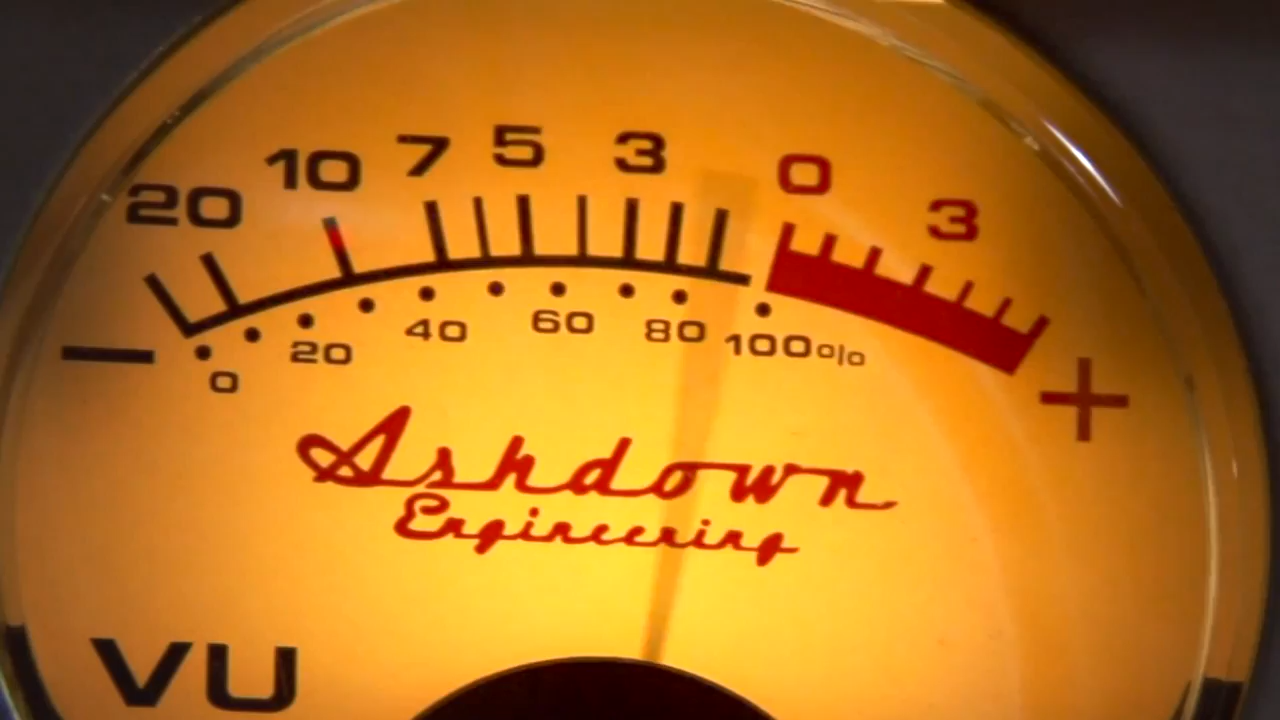 20 10 7 5 3 0 3
− 0 20 40 60 80 100% +
Ashdown
Engineering
VU